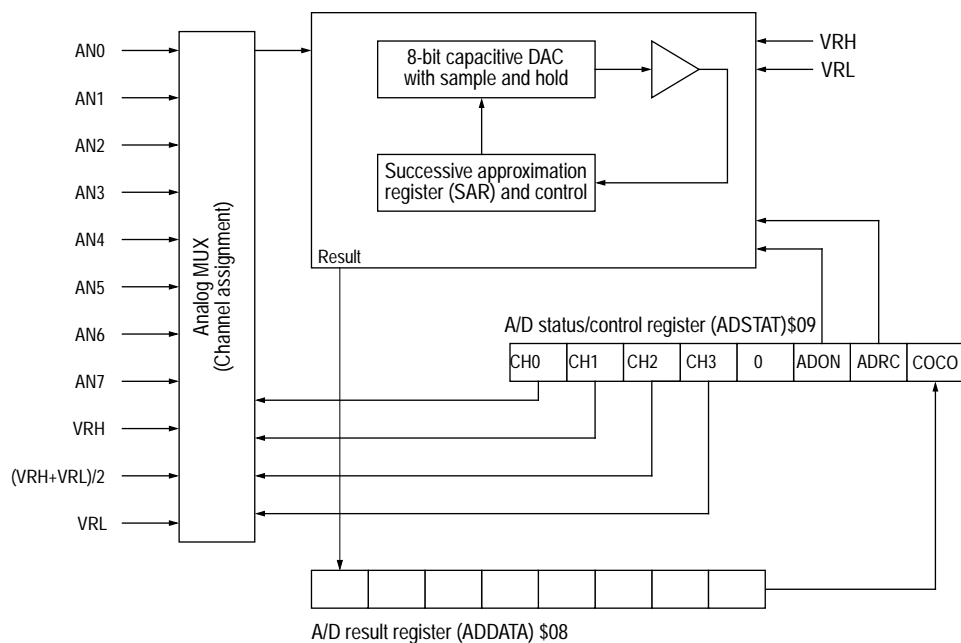 AN0
AN1
AN2
AN3
AN4
AN5
AN6
AN7
VRH
(VRH+VRL)/2
VRL
Analog MUX
(Channel assignment)
8-bit capacitive DAC
with sample and hold
Successive approximation
register (SAR) and control
Result
VRH
VRL
A/D status/control register (ADSTAT)$09
CH0 CH1 CH2 CH3 0 ADON ADRC COCO
A/D result register (ADDATA) $08